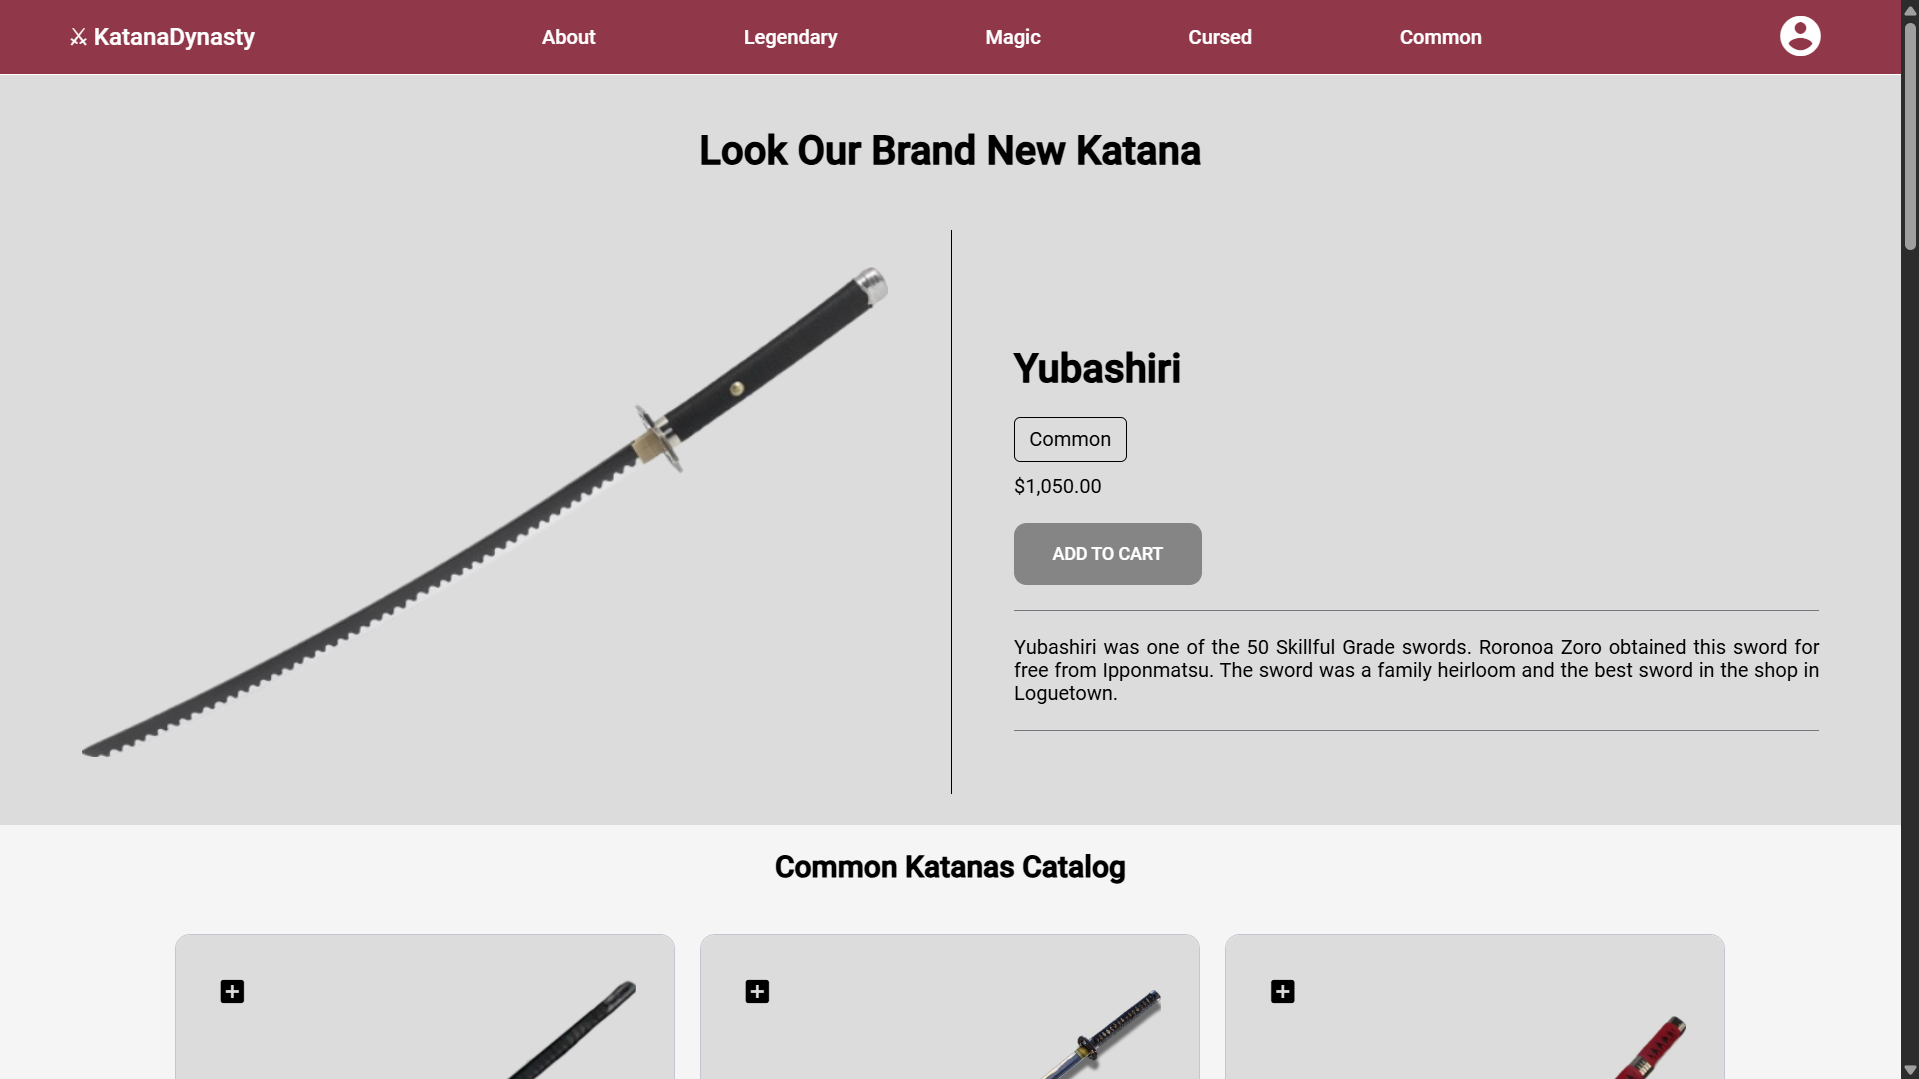 ⚔ KatanaDynasty
About
Legendary
Magic
Cursed
Common
Look Our Brand New Katana
Yubashiri
Common
$1,050.00
ADD TO CART
Yubashiri was one of the 50 Skillful Grade swords. Roronoa Zoro obtained this sword for
free from Ipponmatsu. The sword was a family heirloom and the best sword in the shop in
Loguetown.
Common Katanas Catalog